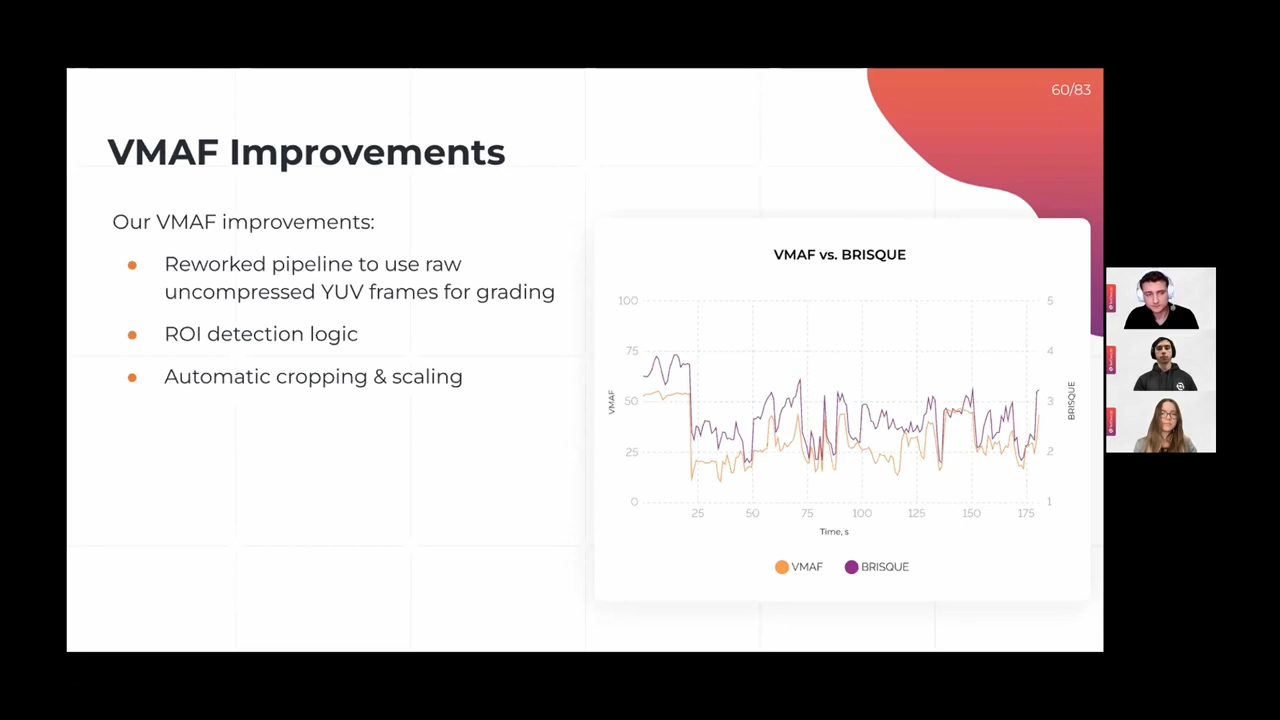 60/83
VMAF Improvements
Our VMAF improvements:
Reworked pipeline to use raw
uncompressed YUV frames for grading
ROI detection logic
Automatic cropping & scaling
VMAF vs. BRISQUE
100
75
50
25
0
VMAF
5
4
3
2
1
BRISQUE
25 50 75 100 125 150 175
Time, s
VMAF BRISQUE